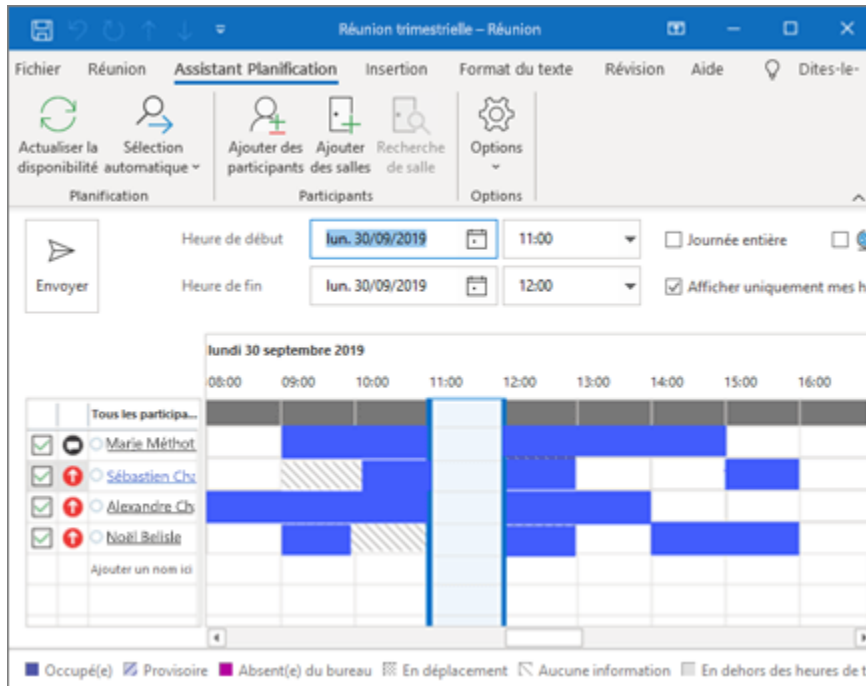 Réunion trimestrielle – Réunion
Fichier Réunion Assistant Planification Insertion Format du texte Révision Aide Dites-le-
Actualiser la disponibilité
Sélection automatique
Ajouter des participants
Ajouter des salles
Recherche de salle
Options
Planification Participants Options
Envoyer
Heure de début lun. 30/09/2019 11:00 Journée entière
Heure de fin lun. 30/09/2019 12:00 Afficher uniquement mes h
lundi 30 septembre 2019
08:00 09:00 10:00 11:00 12:00 13:00 14:00 15:00 16:00
Tous les participa...
Marie Méthot
Sébastien Cha
Alexandre Ch
Noël Belisle
Ajouter un nom ici
Occupé(e) Provisoire Absent(e) du bureau En déplacement Aucune information En dehors des heures de t